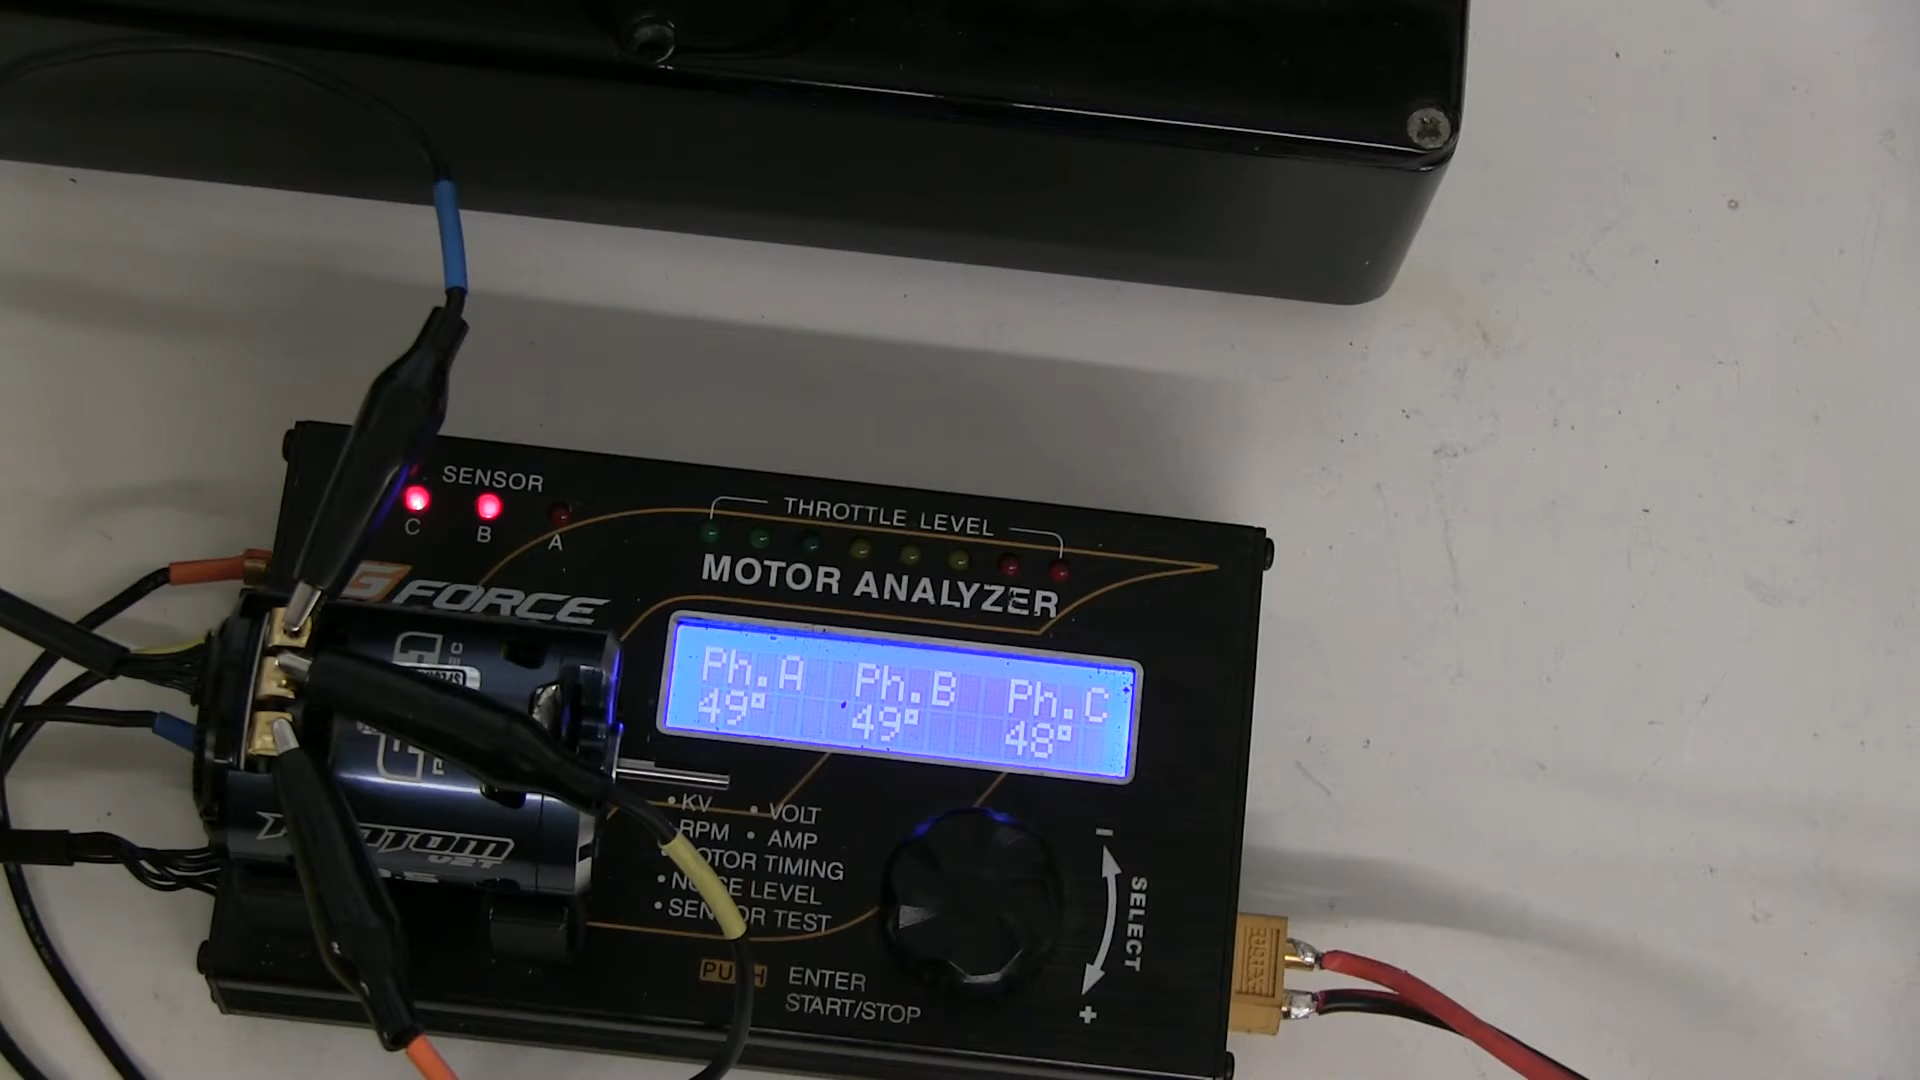 SENSOR
C B A
THROTTLE LEVEL
MOTOR ANALYZER
G FORCE
Ph.A Ph.B Ph.C
49° 49° 48°
• KV • VOLT
RPM • AMP
TIMING
• LEVEL
• TEST
V2T
ENTER
START/STOP
− SELECT +